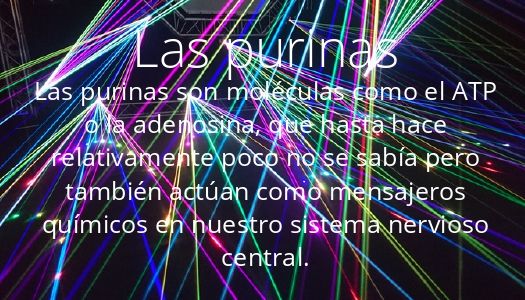 Las purinas
Las purinas son moléculas como el ATP
o la adenosina, que hasta hace
relativamente poco no se sabía pero
también actúan como mensajeros
químicos en nuestro sistema nervioso
central.